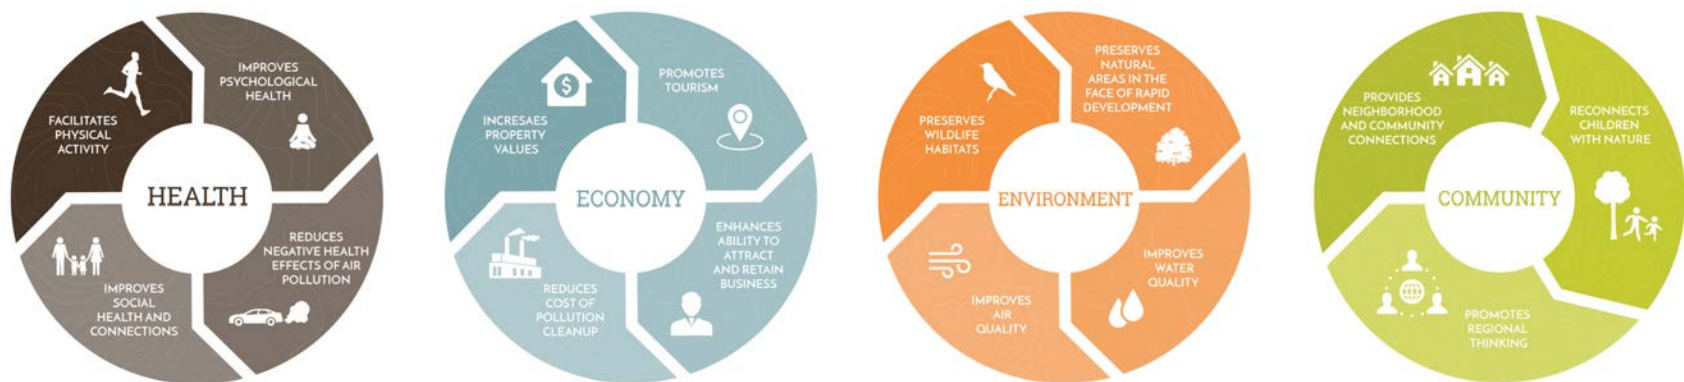 FACILITATES
PHYSICAL
ACTIVITY
IMPROVES
PSYCHOLOGICAL
HEALTH
HEALTH
REDUCES
NEGATIVE HEALTH
EFFECTS OF AIR
POLLUTION
IMPROVES
SOCIAL
HEALTH AND
CONNECTIONS
$
INCRESAES
PROPERTY
VALUES
PROMOTES
TOURISM
ECONOMY
ENHANCES
ABILITY TO
ATTRACT
AND RETAIN
BUSINESS
REDUCES
COST OF
POLLUTION
CLEANUP
PRESERVES
WILDLIFE
HABITATS
PRESERVES
NATURAL
AREAS IN THE
FACE OF RAPID
DEVELOPMENT
ENVIRONMENT
IMPROVES
WATER
QUALITY
IMPROVES
AIR
QUALITY
PROVIDES
NEIGHBORHOOD
AND COMMUNITY
CONNECTIONS
RECONNECTS
CHILDREN
WITH NATURE
COMMUNITY
PROMOTES
REGIONAL
THINKING